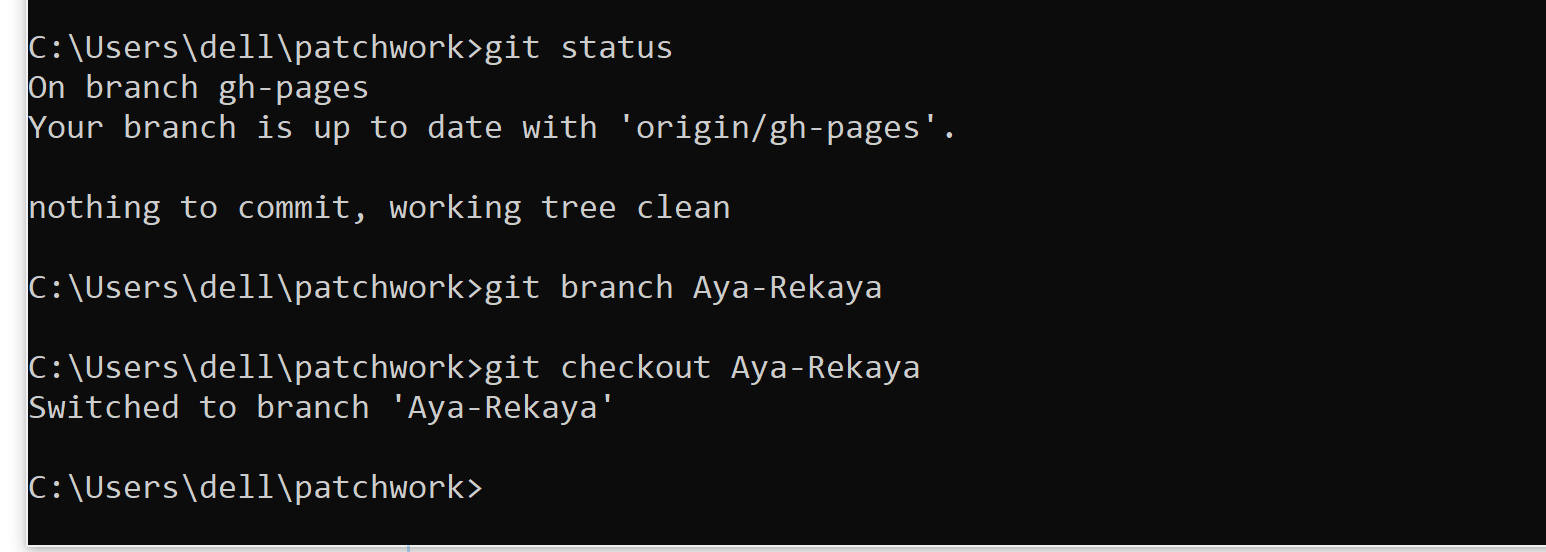 C:\Users\dell\patchwork>git status
On branch gh-pages
Your branch is up to date with 'origin/gh-pages'.
nothing to commit, working tree clean
C:\Users\dell\patchwork>git branch Aya-Rekaya
C:\Users\dell\patchwork>git checkout Aya-Rekaya
Switched to branch 'Aya-Rekaya'
C:\Users\dell\patchwork>